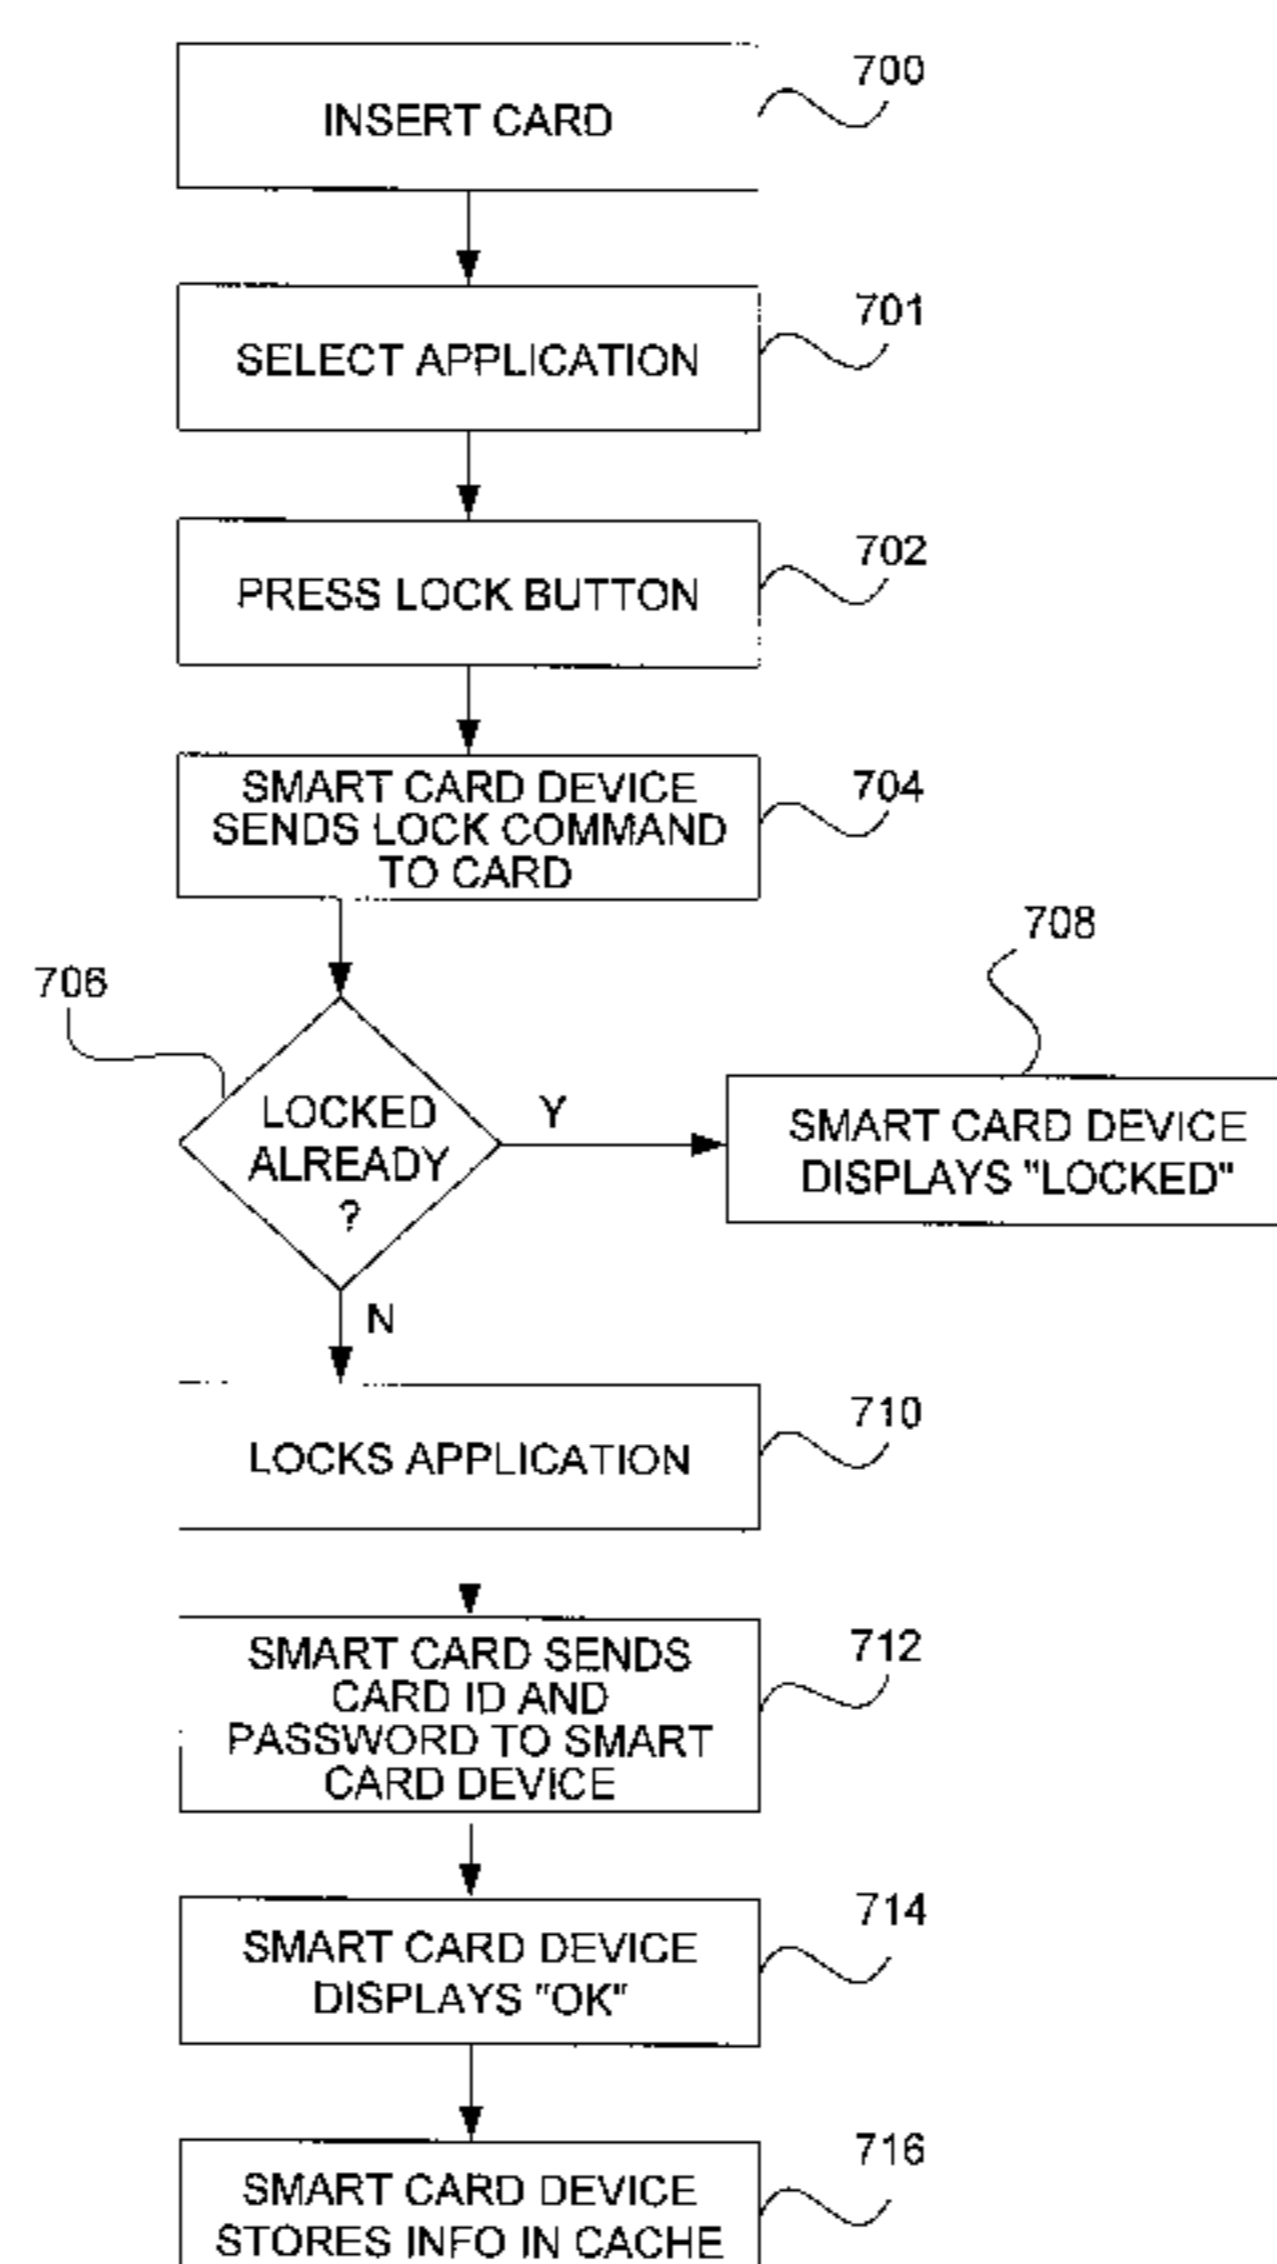 700
INSERT CARD
701
SELECT APPLICATION
702
PRESS LOCK BUTTON
704
SMART CARD DEVICE
SENDS LOCK COMMAND
TO CARD
706
708
LOCKED
ALREADY
?
Y
SMART CARD DEVICE
DISPLAYS "LOCKED"
N
710
LOCKS APPLICATION
712
SMART CARD SENDS
CARD ID AND
PASSWORD TO SMART
CARD DEVICE
714
SMART CARD DEVICE
DISPLAYS "OK"
716
SMART CARD DEVICE
STORES INFO IN CACHE